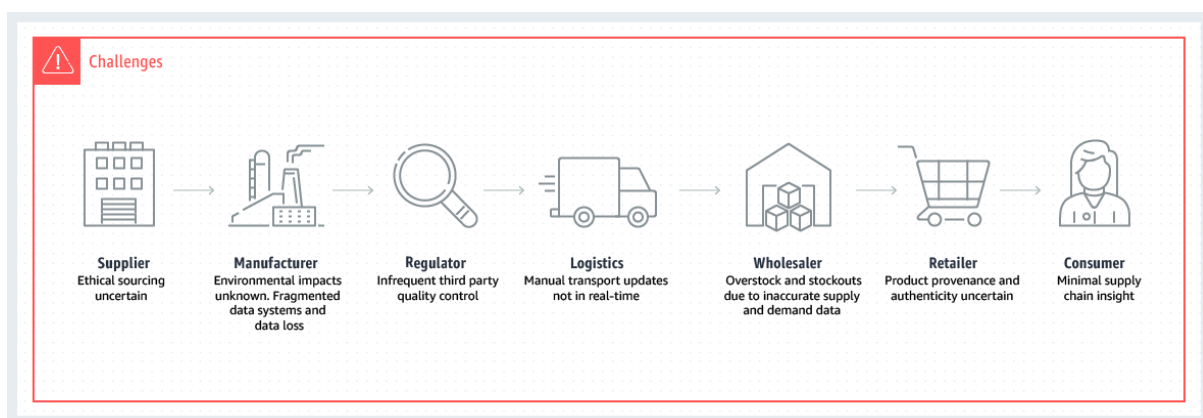 Challenges
Supplier
Ethical sourcing
uncertain
Manufacturer
Environmental impacts
unknown. Fragmented
data systems and
data loss
Regulator
Infrequent third party
quality control
Logistics
Manual transport updates
not in real-time
Wholesaler
Overstock and stockouts
due to inaccurate supply
and demand data
Retailer
Product provenance and
authenticity uncertain
Consumer
Minimal supply
chain insight